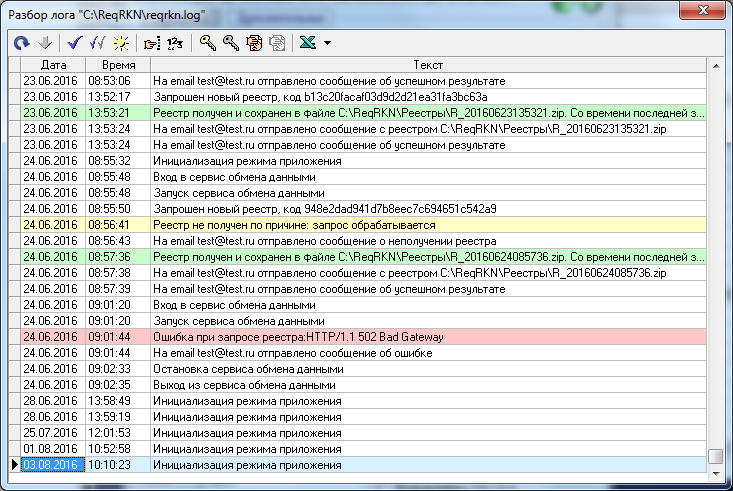 Разбор лога "C:\ReqRKN\reqrkn.log"
Дата Время Текст
23.06.2016 08:53:06 На email test@test.ru отправлено сообщение об успешном результате
23.06.2016 13:52:17 Запрошен новый реестр, код b13c20facaf03d9d2d21ea31fa3bc63a
23.06.2016 13:53:21 Реестр получен и сохранен в файле C:\ReqRKN\Реестры\R_20160623135321.zip. Со времени последней з...
23.06.2016 13:53:24 На email test@test.ru отправлено сообщение с реестром C:\ReqRKN\Реестры\R_20160623135321.zip
23.06.2016 13:53:24 На email test@test.ru отправлено сообщение об успешном результате
24.06.2016 08:55:32 Инициализация режима приложения
24.06.2016 08:55:48 Вход в сервис обмена данными
24.06.2016 08:55:48 Запуск сервиса обмена данными
24.06.2016 08:55:50 Запрошен новый реестр, код 948e2dad941d7b8eec7c694651c542a9
24.06.2016 08:56:41 Реестр не получен по причине: запрос обрабатывается
24.06.2016 08:56:43 На email test@test.ru отправлено сообщение о неполучении реестра
24.06.2016 08:57:36 Реестр получен и сохранен в файле C:\ReqRKN\Реестры\R_20160624085736.zip. Со времени последней з...
24.06.2016 08:57:38 На email test@test.ru отправлено сообщение с реестром C:\ReqRKN\Реестры\R_20160624085736.zip
24.06.2016 08:57:39 На email test@test.ru отправлено сообщение об успешном результате
24.06.2016 09:01:20 Вход в сервис обмена данными
24.06.2016 09:01:20 Запуск сервиса обмена данными
24.06.2016 09:01:44 Ошибка при запросе реестра:HTTP/1.1 502 Bad Gateway
24.06.2016 09:01:44 На email test@test.ru отправлено сообщение об ошибке
24.06.2016 09:02:33 Остановка сервиса обмена данными
24.06.2016 09:02:35 Выход из сервиса обмена данными
28.06.2016 13:58:49 Инициализация режима приложения
28.06.2016 13:59:19 Инициализация режима приложения
25.07.2016 12:01:53 Инициализация режима приложения
01.08.2016 10:52:58 Инициализация режима приложения
03.08.2016 10:10:23 Инициализация режима приложения